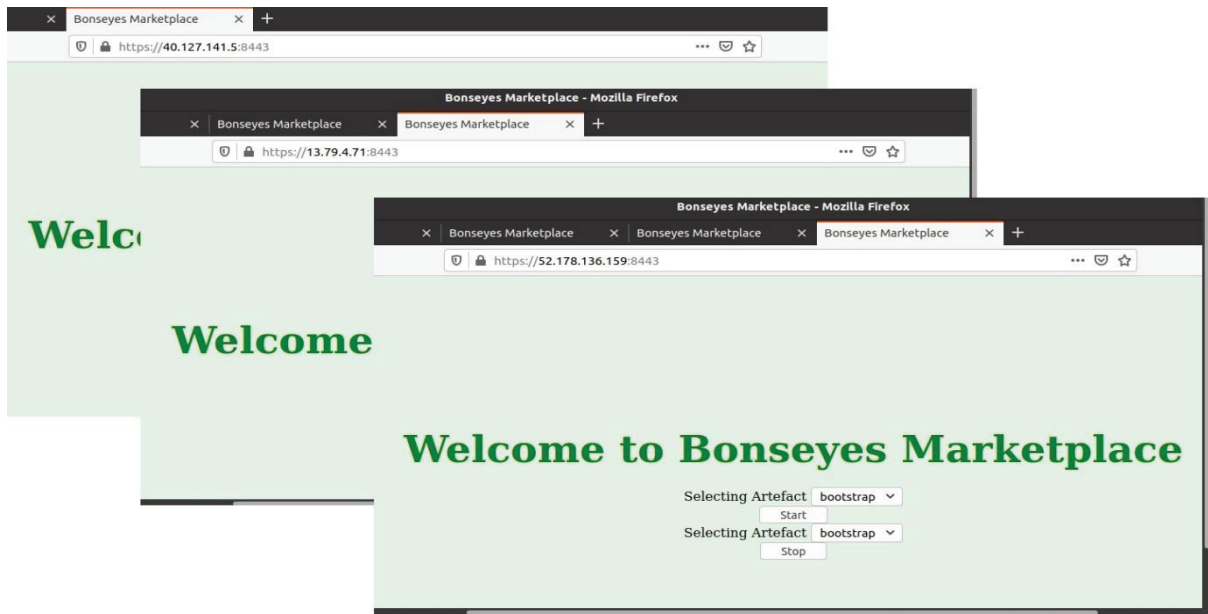 Bonseyes Marketplace
https://40.127.141.5:8443
Bonseyes Marketplace - Mozilla Firefox
Bonseyes Marketplace Bonseyes Marketplace
https://13.79.4.71:8443
Welc
Bonseyes Marketplace - Mozilla Firefox
Bonseyes Marketplace Bonseyes Marketplace Bonseyes Marketplace
https://52.178.136.159:8443
Welcome
Welcome to Bonseyes Marketplace
Selecting Artefact bootstrap
Start
Selecting Artefact bootstrap
Stop